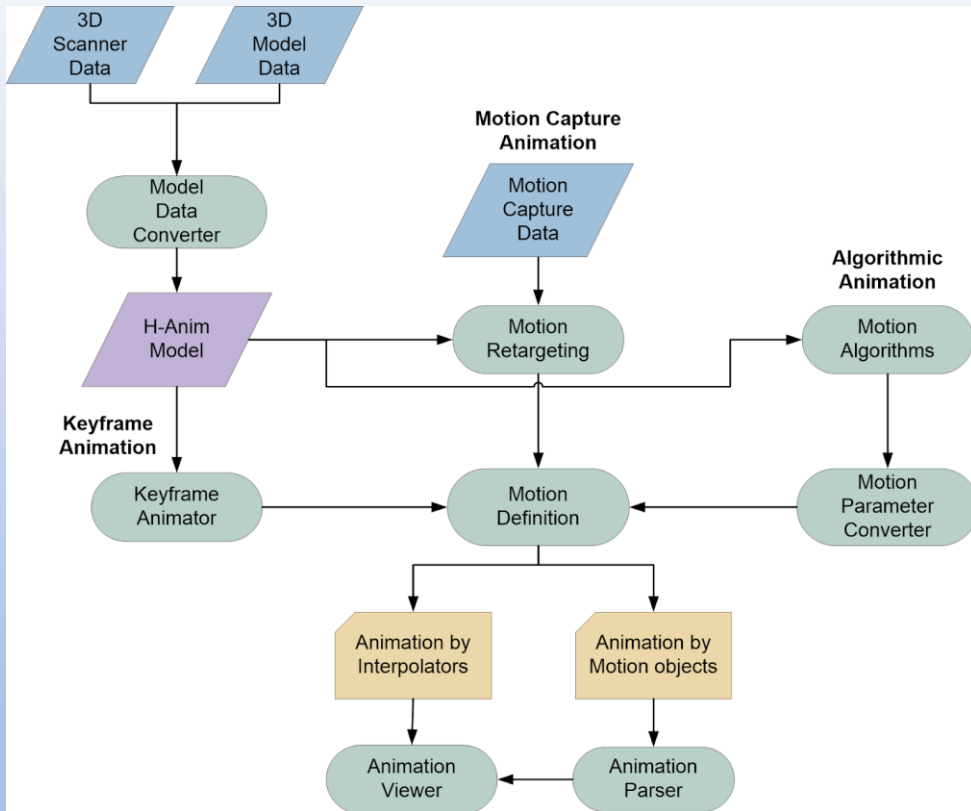 3D
Scanner
Data
3D
Model
Data
Model
Data
Converter
Motion Capture
Animation
Motion
Capture
Data
Algorithmic
Animation
H-Anim
Model
Motion
Retargeting
Motion
Algorithms
Keyframe
Animation
Keyframe
Animator
Motion
Definition
Motion
Parameter
Converter
Animation by
Interpolators
Animation by
Motion objects
Animation
Viewer
Animation
Parser